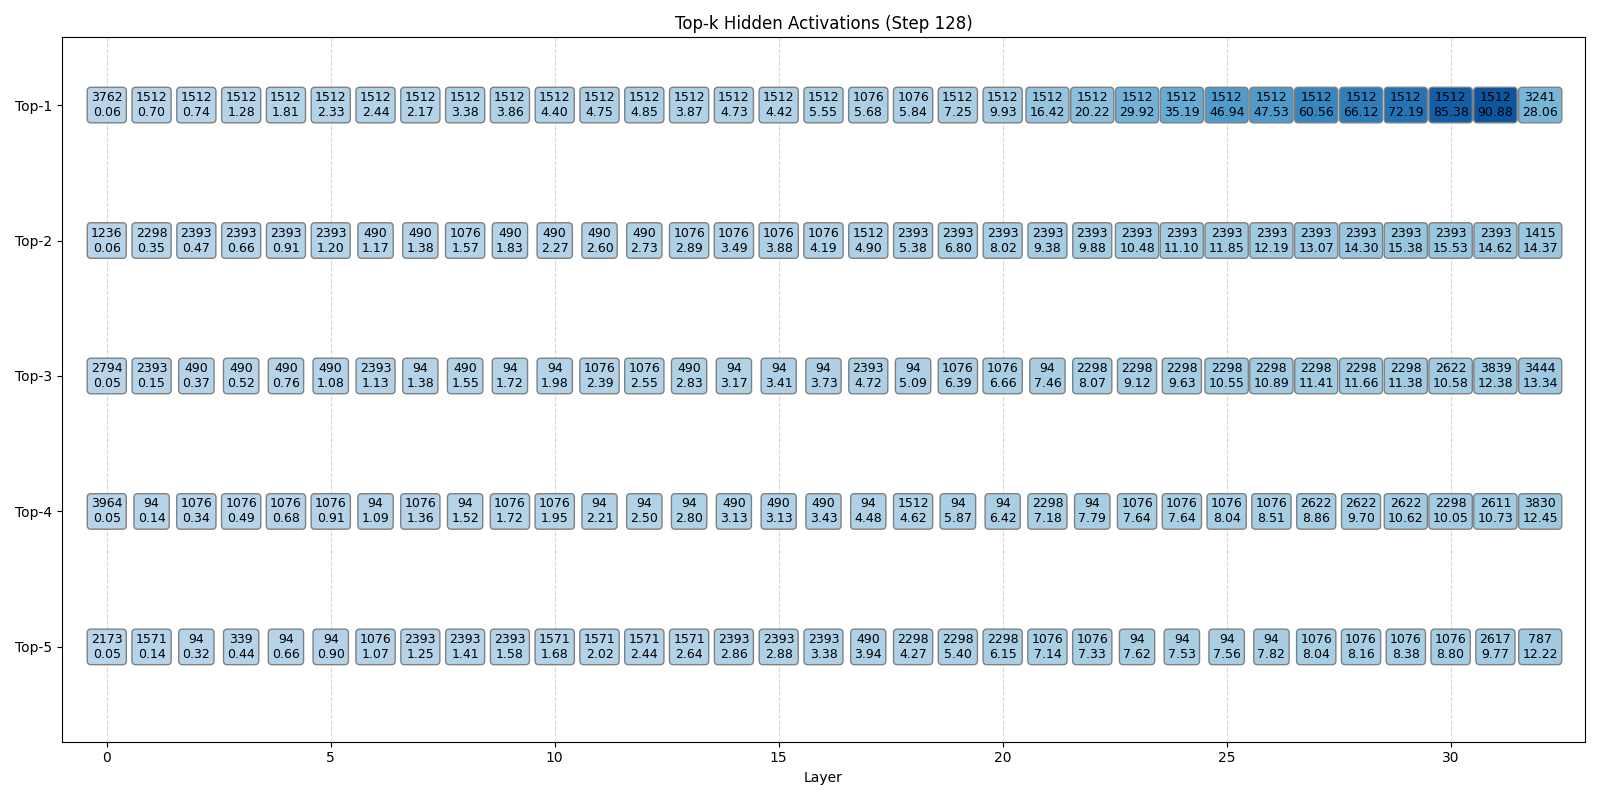 Top-k Hidden Activations (Step 128)
Top-1
3762 1512 1512 1512 1512 1512 1512 1512 1512 1512 1512 1512 1512 1512 1512 1512 1512 1076 1076 1512 1512 1512 1512 1512 1512 1512 1512 1512 1512 1512 1512 1512 3241
0.06 0.70 0.74 1.28 1.81 2.33 2.44 2.17 3.38 3.86 4.40 4.75 4.85 3.87 4.73 4.42 5.55 5.68 5.84 7.25 9.93 16.42 20.22 29.92 35.19 46.94 47.53 60.56 66.12 72.19 85.38 90.88 28.06
Top-2
1236 2298 2393 2393 2393 2393 490 490 1076 490 490 490 490 1076 1076 1076 1076 1512 2393 2393 2393 2393 2393 2393 2393 2393 2393 2393 2393 2393 2393 2393 1415
0.06 0.35 0.47 0.66 0.91 1.20 1.17 1.38 1.57 1.83 2.27 2.60 2.73 2.89 3.49 3.88 4.19 4.90 5.38 6.80 8.02 9.38 9.88 10.48 11.10 11.85 12.19 13.07 14.30 15.38 15.53 14.62 14.37
Top-3
2794 2393 490 490 490 490 2393 94 490 94 94 1076 1076 490 94 94 94 2393 94 1076 1076 94 2298 2298 2298 2298 2298 2298 2298 2298 2622 3839 3444
0.05 0.15 0.37 0.52 0.76 1.08 1.13 1.38 1.55 1.72 1.98 2.39 2.55 2.83 3.17 3.41 3.73 4.72 5.09 6.39 6.66 7.46 8.07 9.12 9.63 10.55 10.89 11.41 11.66 11.38 10.58 12.38 13.34
Top-4
3964 94 1076 1076 1076 1076 94 1076 94 1076 1076 94 94 94 490 490 490 94 1512 94 94 2298 94 1076 1076 1076 1076 2622 2622 2622 2298 2611 3830
0.05 0.14 0.34 0.49 0.68 0.91 1.09 1.36 1.52 1.72 1.95 2.21 2.50 2.80 3.13 3.13 3.43 4.48 4.62 5.87 6.42 7.18 7.79 7.64 7.64 8.04 8.51 8.86 9.70 10.62 10.05 10.73 12.45
Top-5
2173 1571 94 339 94 94 1076 2393 2393 2393 1571 1571 1571 1571 2393 2393 2393 490 2298 2298 2298 1076 1076 94 94 94 94 1076 1076 1076 1076 2617 787
0.05 0.14 0.32 0.44 0.66 0.90 1.07 1.25 1.41 1.58 1.68 2.02 2.44 2.64 2.86 2.88 3.38 3.94 4.27 5.40 6.15 7.14 7.33 7.62 7.53 7.56 7.82 8.04 8.16 8.38 8.80 9.77 12.22
0 5 10 15 20 25 30
Layer